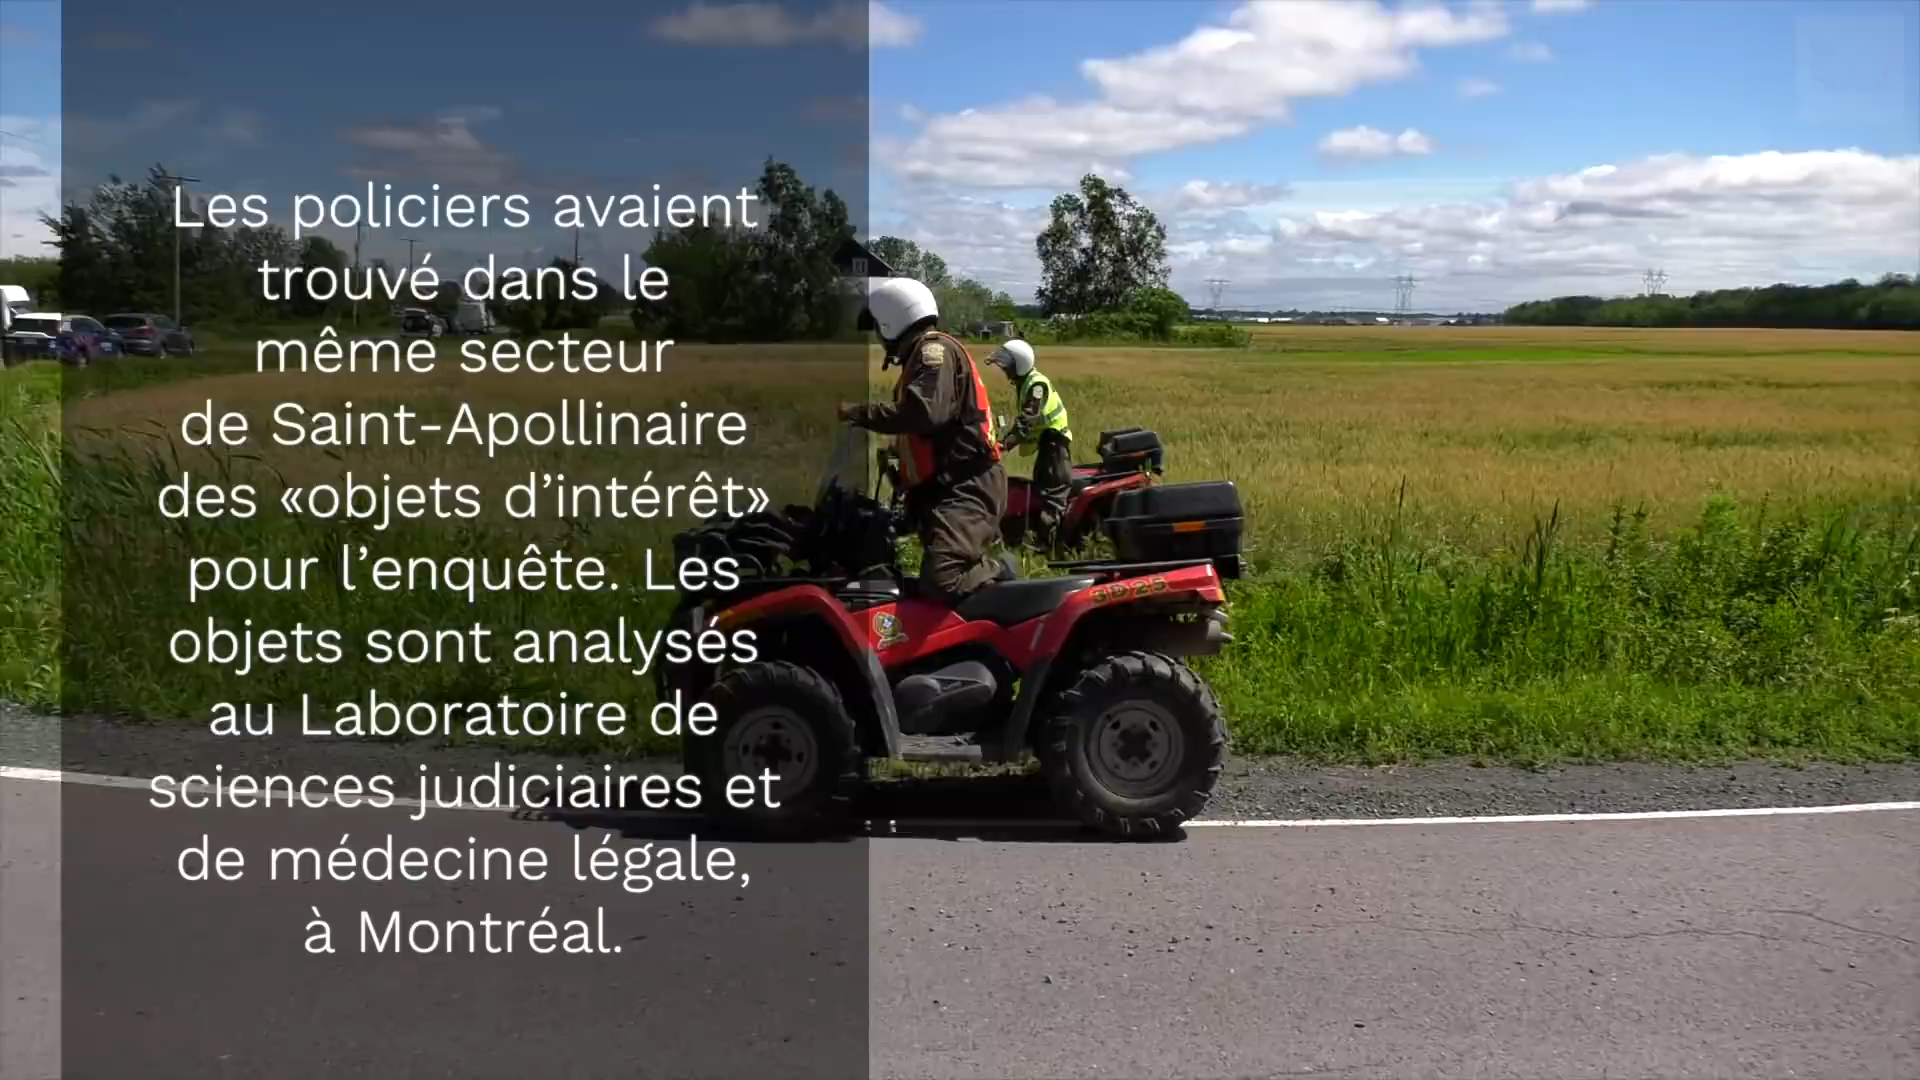 Les policiers avaient
trouvé dans le
même secteur
de Saint-Apollinaire
des «objets d’intérêt»
pour l’enquête. Les
objets sont analysés
au Laboratoire de
sciences judiciaires et
de médecine légale,
à Montréal.
3D25